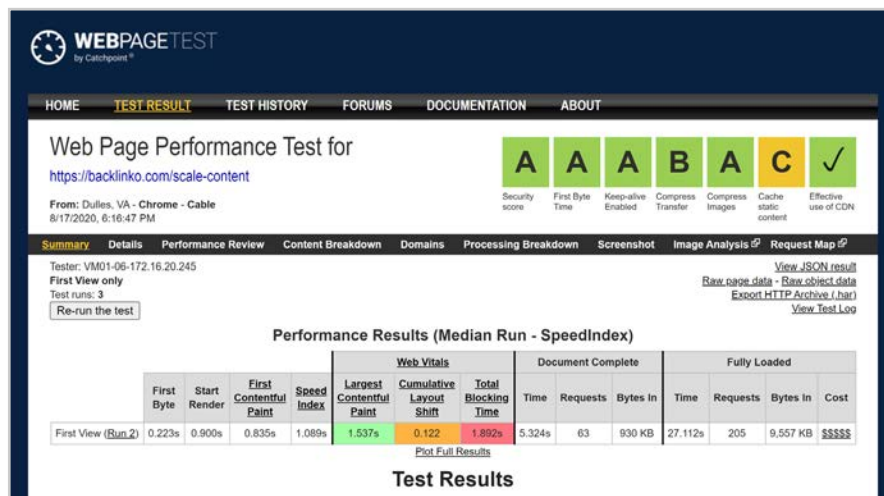 WEBPAGETEST
by Catchpoint®
HOME TEST RESULT TEST HISTORY FORUMS DOCUMENTATION ABOUT
Web Page Performance Test for
https://backlinko.com/scale-content
From: Dulles, VA - Chrome - Cable
8/17/2020, 6:16:47 PM
A A A B A C ✓
Security score First Byte Time Keep-alive Enabled Compress Transfer Compress Images Cache static content Effective use of CDN
Summary Details Performance Review Content Breakdown Domains Processing Breakdown Screenshot Image Analysis Request Map
Tester: VM01-06-172.16.20.245
First View only
Test runs: 3
Re-run the test
View JSON result
Raw page data - Raw object data
Export HTTP Archive (.har)
View Test Log
Performance Results (Median Run - SpeedIndex)
Web Vitals Document Complete Fully Loaded
First Byte Start Render First Contentful Paint Speed Index Largest Contentful Paint Cumulative Layout Shift Total Blocking Time Time Requests Bytes In Time Requests Bytes In Cost
First View (Run 2) 0.223s 0.900s 0.835s 1.089s 1.537s 0.122 1.892s 5.324s 63 930 KB 27.112s 205 9,557 KB $$$$$
Plot Full Results
Test Results